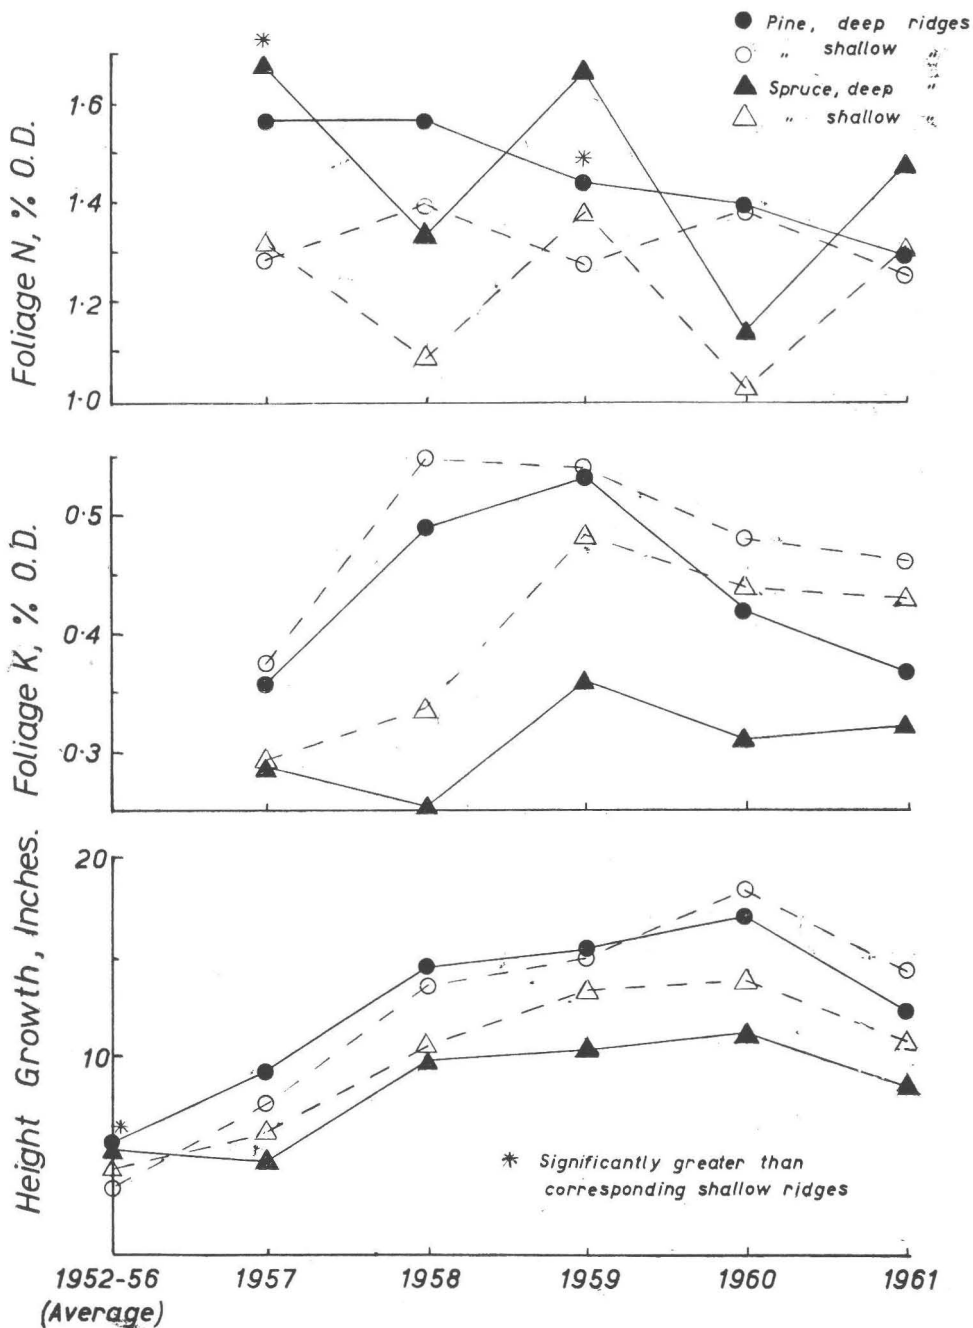 Pine, deep ridges
" shallow "
Spruce, deep "
" shallow "
Foliage N, % O.D.
1·6
1·4
1·2
1·0
Foliage K, % O.D.
0·5
0·4
0·3
Height Growth, Inches.
20
10
* Significantly greater than
corresponding shallow ridges
1952-56
(Average)
1957
1958
1959
1960
1961